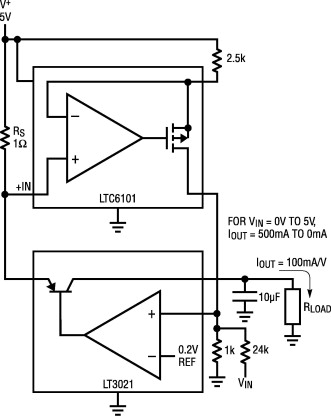 V+
5V
2.5k
RS
1Ω
−
+
+IN
LTC6101
FOR VIN = 0V TO 5V,
IOUT = 500mA TO 0mA
IOUT = 100mA/V
10µF
RLOAD
+
−
0.2V
REF
1k
24k
VIN
LT3021